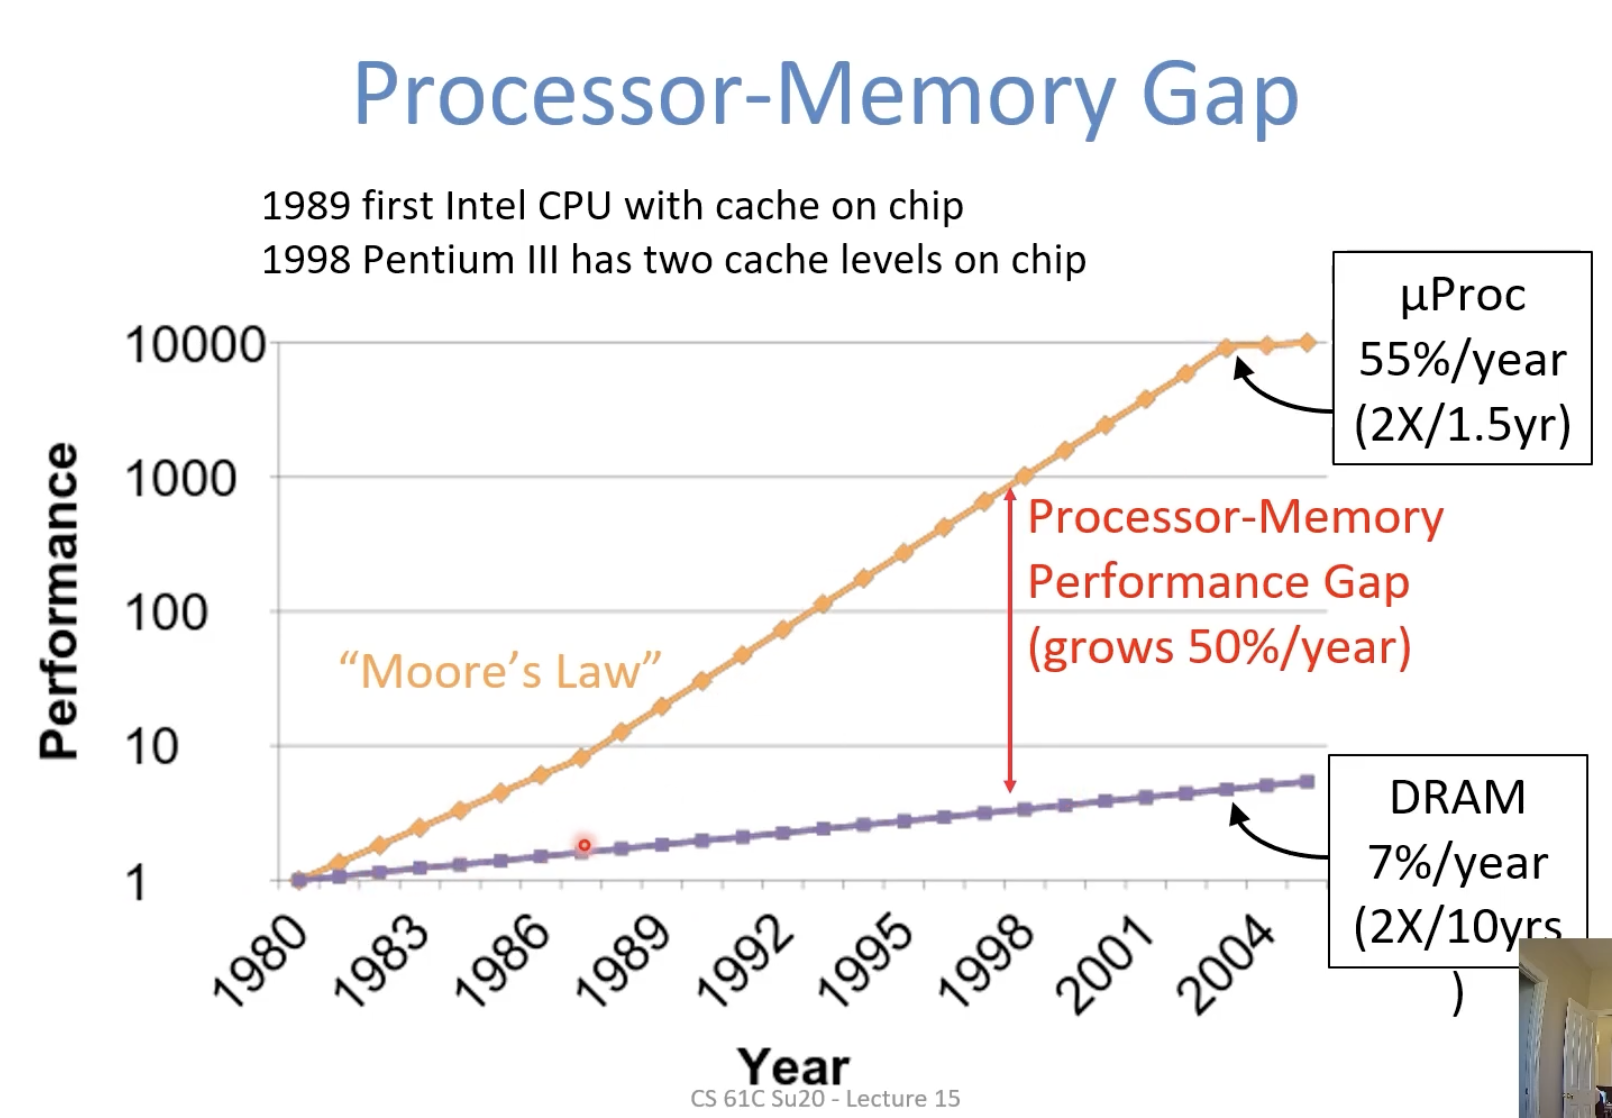 Processor-Memory Gap
1989 first Intel CPU with cache on chip
1998 Pentium III has two cache levels on chip
µProc
55%/year
(2X/1.5yr)
10000
1000
100
10
1
Performance
“Moore’s Law”
Processor-Memory
Performance Gap
(grows 50%/year)
DRAM
7%/year
(2X/10yrs
)
1980
1983
1986
1989
1992
1995
1998
2001
2004
Year
CS 61C Su20 - Lecture 15